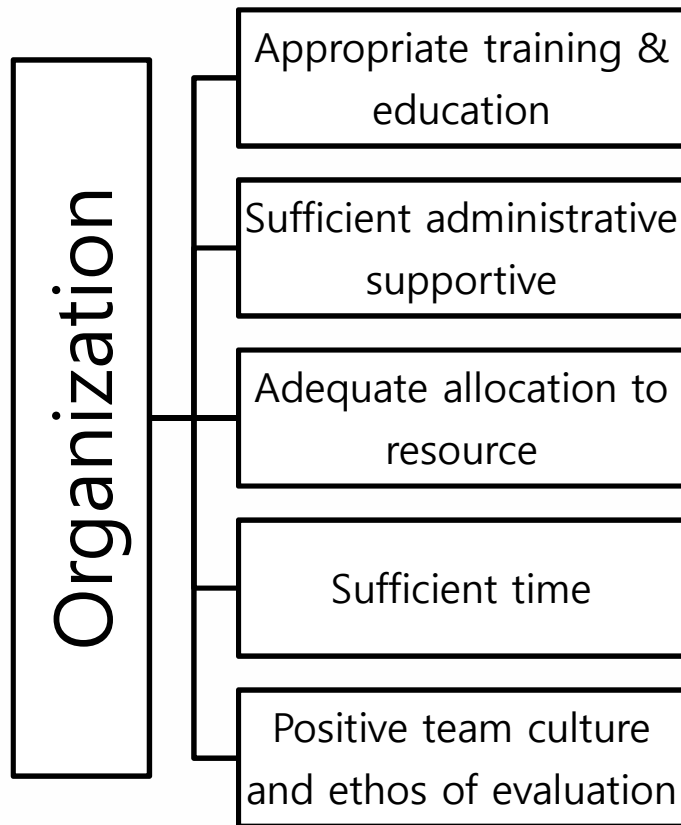 Organization
Appropriate training &
education
Sufficient administrative
supportive
Adequate allocation to
resource
Sufficient time
Positive team culture
and ethos of evaluation